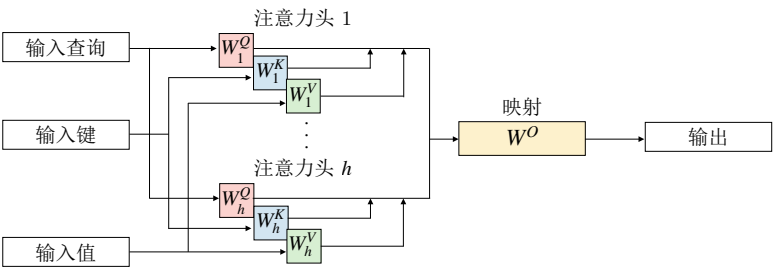 注意力头 1
输入查询
W_1^Q
W_1^K
W_1^V
输入键
映射
W^O
输出
注意力头 h
W_h^Q
W_h^K
W_h^V
输入值